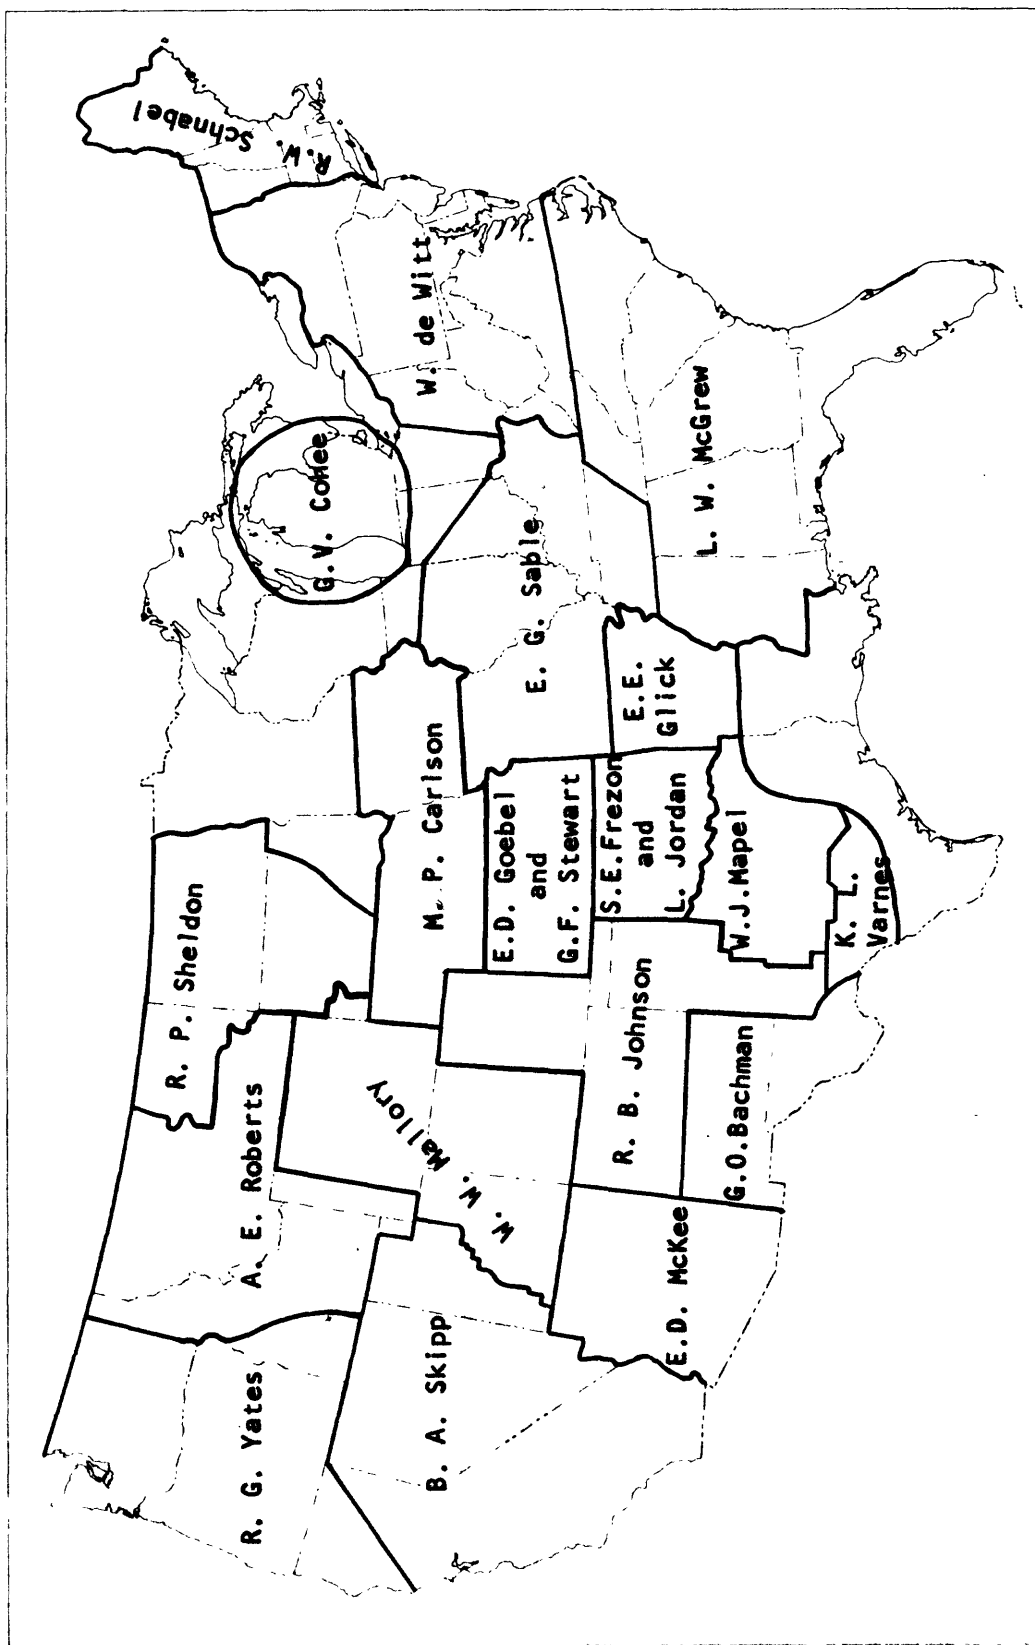 R. W. Schnabel
G.V. Cohee
W. de Witt
R. P. Sheldon
A. E. Roberts
R. G. Yates
W. W. Mallory
M. P. Carlson
E. G. Sable
L. W. McGrew
B. A. Skipp
E.D. Goebel
and
G.F. Stewart
E.E.
Glick
S.E.Frezon
and
L. Jordan
R. B. Johnson
W.J.Mapel
E.D. McKee
G.O.Bachman
K. L.
Varnes